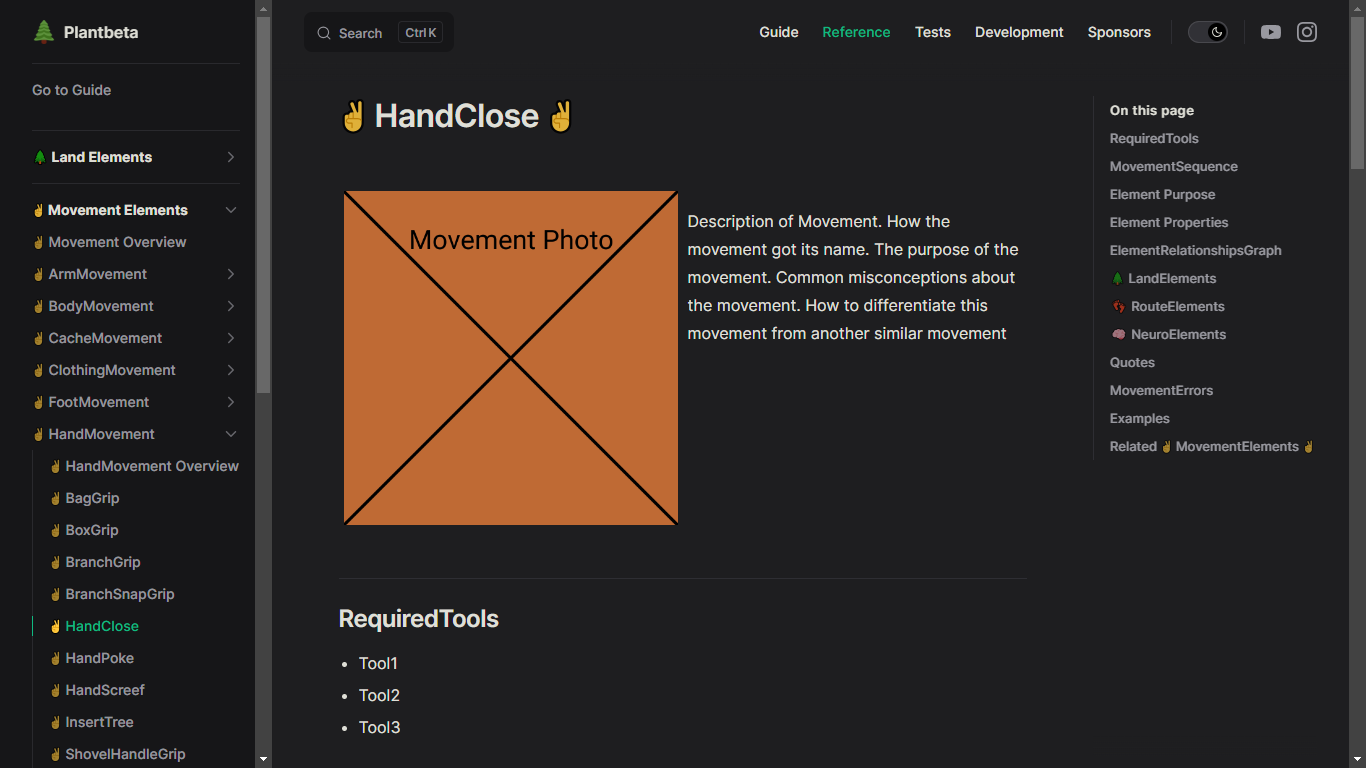 Plantbeta
Search
Ctrl K
Guide
Reference
Tests
Development
Sponsors
Go to Guide
Land Elements
Movement Elements
Movement Overview
ArmMovement
BodyMovement
CacheMovement
ClothingMovement
FootMovement
HandMovement
HandMovement Overview
BagGrip
BoxGrip
BranchGrip
BranchSnapGrip
HandClose
HandPoke
HandScreef
InsertTree
ShovelHandleGrip
✌ HandClose ✌
Movement Photo
Description of Movement. How the
movement got its name. The purpose of the
movement. Common misconceptions about
the movement. How to differentiate this
movement from another similar movement
RequiredTools
• Tool1
• Tool2
• Tool3
On this page
RequiredTools
MovementSequence
Element Purpose
Element Properties
ElementRelationshipsGraph
🌲 LandElements
👣 RouteElements
🧠 NeuroElements
Quotes
MovementErrors
Examples
Related ✌ MovementElements ✌